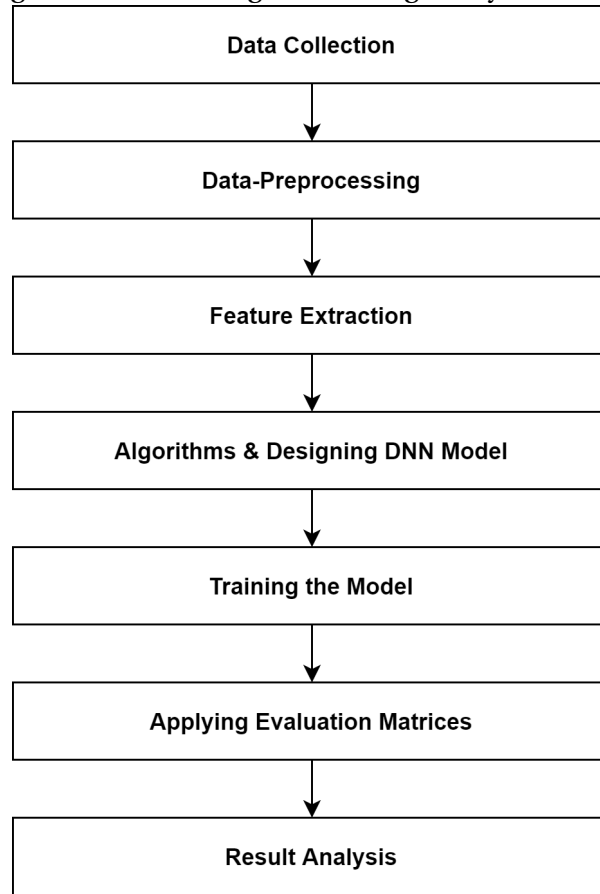 Data Collection
Data-Preprocessing
Feature Extraction
Algorithms & Designing DNN Model
Training the Model
Applying Evaluation Matrices
Result Analysis